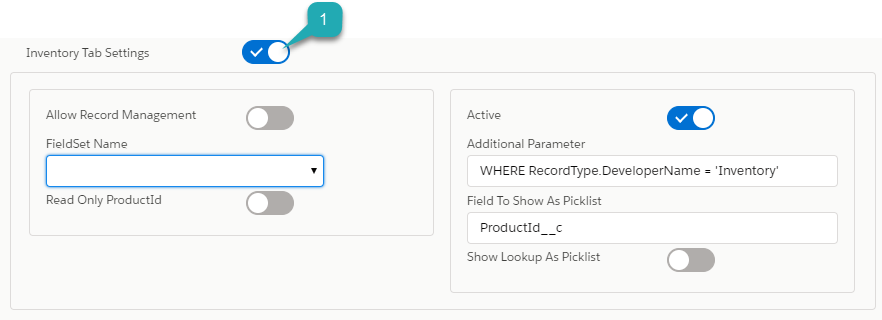 1
Inventory Tab Settings
Allow Record Management
FieldSet Name
Read Only ProductId
Active
Additional Parameter
WHERE RecordType.DeveloperName = 'Inventory'
Field To Show As Picklist
ProductId__c
Show Lookup As Picklist